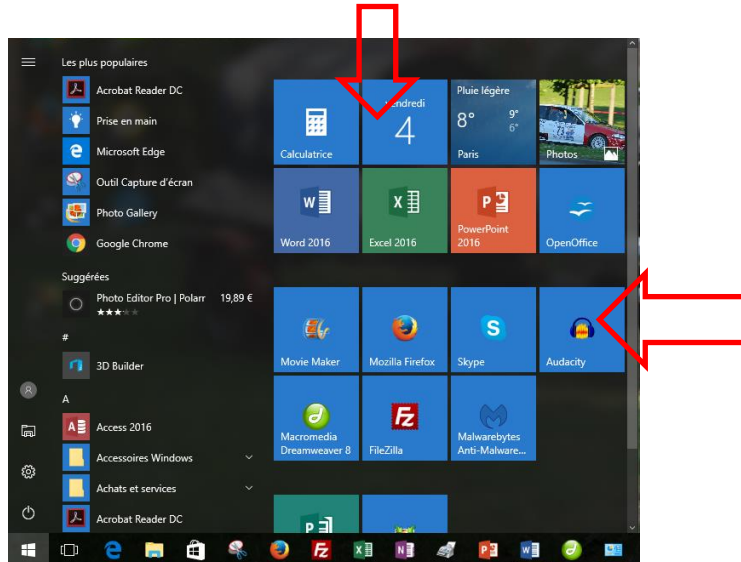 Les plus populaires
Acrobat Reader DC
Prise en main
Microsoft Edge
Outil Capture d'écran
Photo Gallery
Google Chrome
Suggérées
Photo Editor Pro | Polarr 19,89 €
#
3D Builder
A
Access 2016
Accessoires Windows
Achats et services
Acrobat Reader DC
Calculatrice
4
Pluie légère
8° 9°
6°
Paris
Photos
Word 2016
Excel 2016
PowerPoint
2016
OpenOffice
Movie Maker
Mozilla Firefox
Skype
Audacity
Macromedia
Dreamweaver 8
FileZilla
Malwarebytes
Anti-Malware...